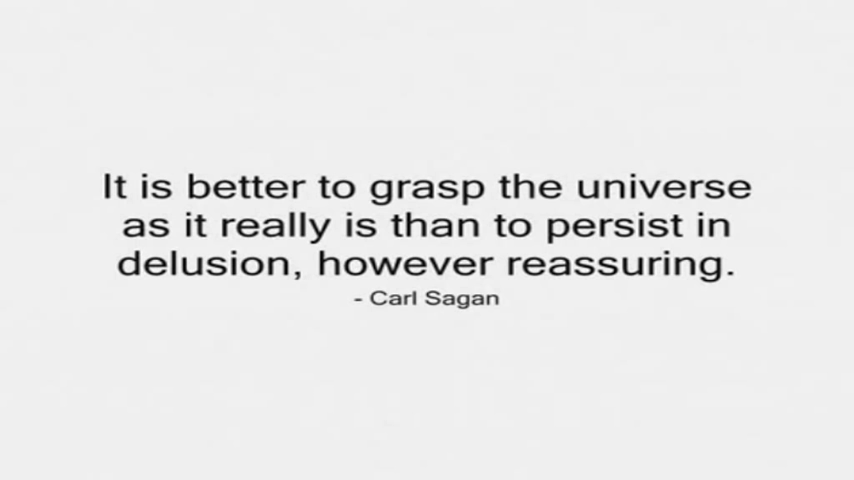 It is better to grasp the universe
as it really is than to persist in
delusion, however reassuring.
- Carl Sagan